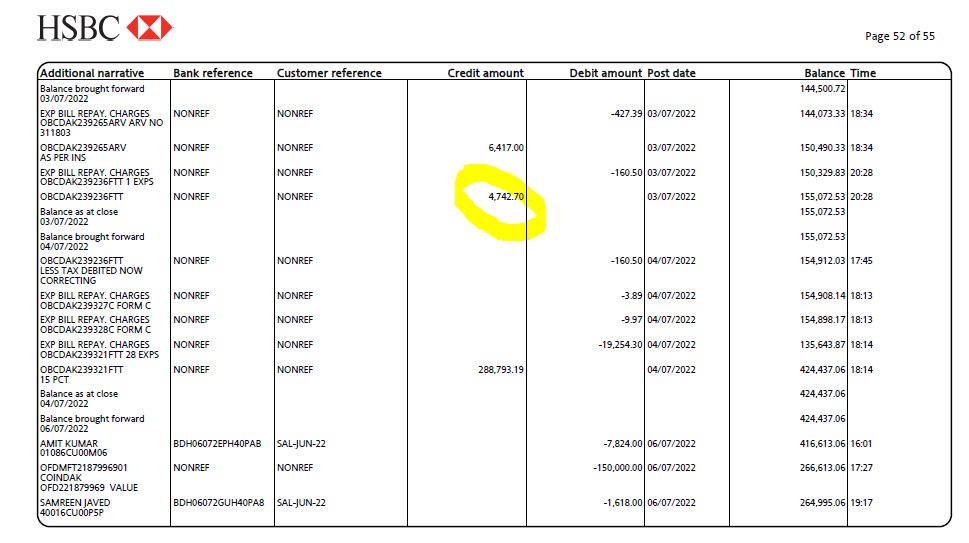 HSBC
Page 52 of 55
Additional narrative Bank reference Customer reference Credit amount Debit amount Post date Balance Time
Balance brought forward 144,500.72
03/07/2022
EXP BILL REPAY. CHARGES NONREF NONREF -427.39 03/07/2022 144,073.33 18:34
OBCDAK239265ARV ARV NO
311803
OBCDAK239265ARV NONREF NONREF 6,417.00 03/07/2022 150,490.33 18:34
AS PER INS
EXP BILL REPAY. CHARGES NONREF NONREF -160.50 03/07/2022 150,329.83 20:28
OBCDAK239236FTT 1 EXPS
OBCDAK239236FTT NONREF NONREF 4,742.70 03/07/2022 155,072.53 20:28
Balance as at close 155,072.53
03/07/2022
Balance brought forward 155,072.53
04/07/2022
OBCDAK239236FTT NONREF NONREF -160.50 04/07/2022 154,912.03 17:45
LESS TAX DEBITED NOW
CORRECTING
EXP BILL REPAY. CHARGES NONREF NONREF -3.89 04/07/2022 154,908.14 18:13
OBCDAK239327C FORM C
EXP BILL REPAY. CHARGES NONREF NONREF -9.97 04/07/2022 154,898.17 18:13
OBCDAK239328C FORM C
EXP BILL REPAY. CHARGES NONREF NONREF -19,254.30 04/07/2022 135,643.87 18:14
OBCDAK239321FTT 28 EXPS
OBCDAK239321FTT NONREF NONREF 288,793.19 04/07/2022 424,437.06 18:14
15 PCT
Balance as at close 424,437.06
04/07/2022
Balance brought forward 424,437.06
06/07/2022
AMIT KUMAR BDH06072EPH40PAB SAL-JUN-22 -7,824.00 06/07/2022 416,613.06 16:01
01086CU00M06
OFDMFT2187996901 NONREF NONREF -150,000.00 06/07/2022 266,613.06 17:27
COINDAK
OFD221879969 VALUE
SAMREEN JAVED BDH06072GUH40PA8 SAL-JUN-22 -1,618.00 06/07/2022 264,995.06 19:17
40016CU00P5P